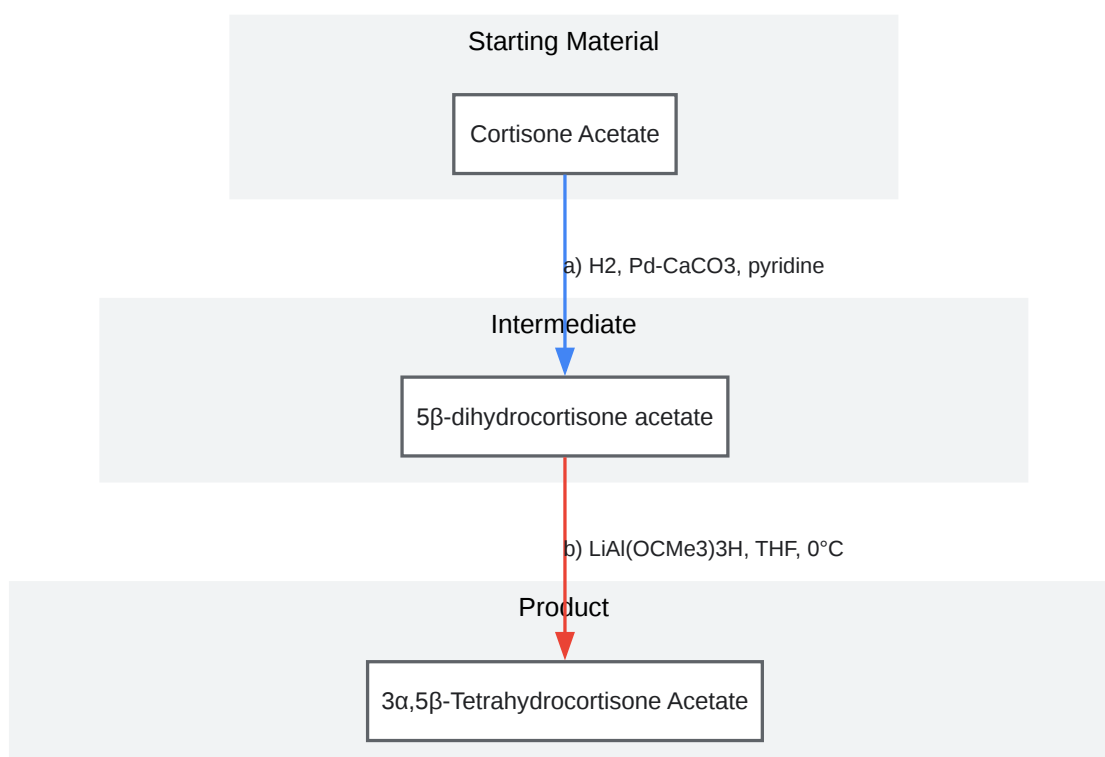 Starting Material
Cortisone Acetate
a) H2, Pd-CaCO3, pyridine
Intermediate
5β-dihydrocortisone acetate
b) LiAl(OCMe3)3H, THF, 0°C
Product
3α,5β-Tetrahydrocortisone Acetate